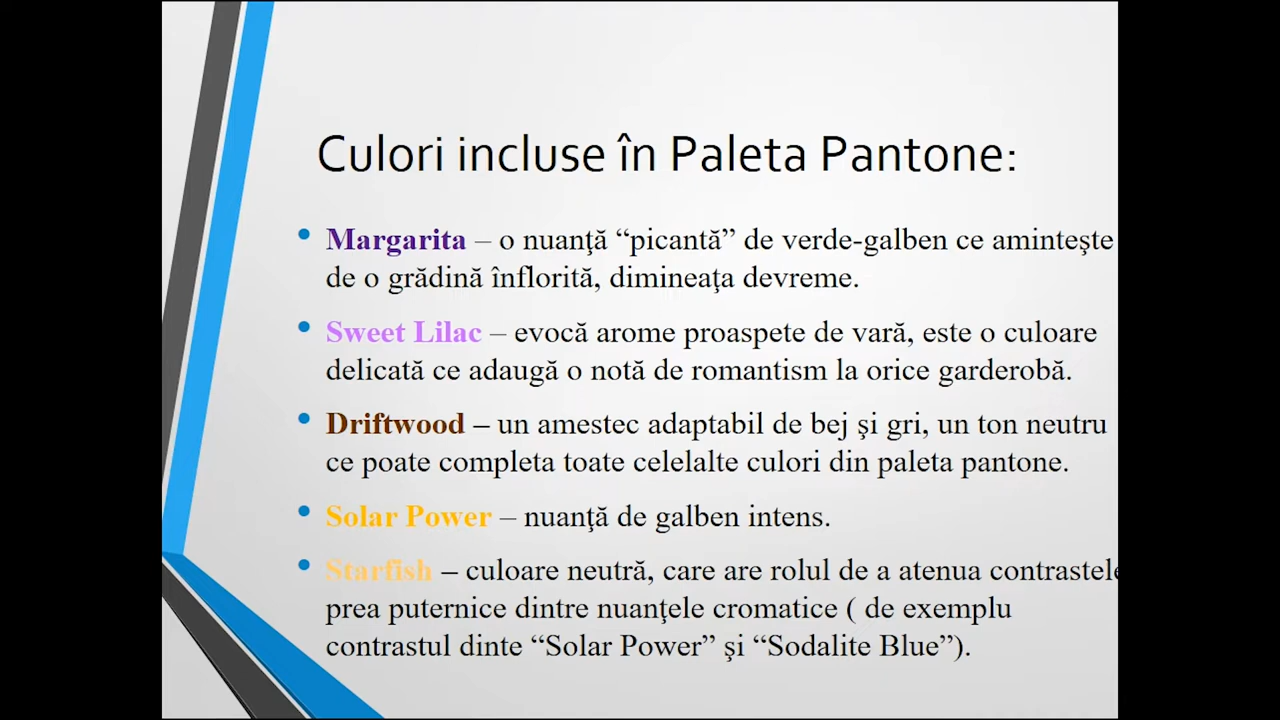 Culori incluse în Paleta Pantone:
Margarita – o nuanţă “picantă” de verde-galben ce aminteşte
de o grădină înflorită, dimineaţa devreme.
Sweet Lilac – evocă arome proaspete de vară, este o culoare
delicată ce adaugă o notă de romantism la orice garderobă.
Driftwood – un amestec adaptabil de bej şi gri, un ton neutru
ce poate completa toate celelalte culori din paleta pantone.
Solar Power – nuanţă de galben intens.
Starfish – culoare neutră, care are rolul de a atenua contrastele
prea puternice dintre nuanţele cromatice ( de exemplu
contrastul dinte “Solar Power” şi “Sodalite Blue”).